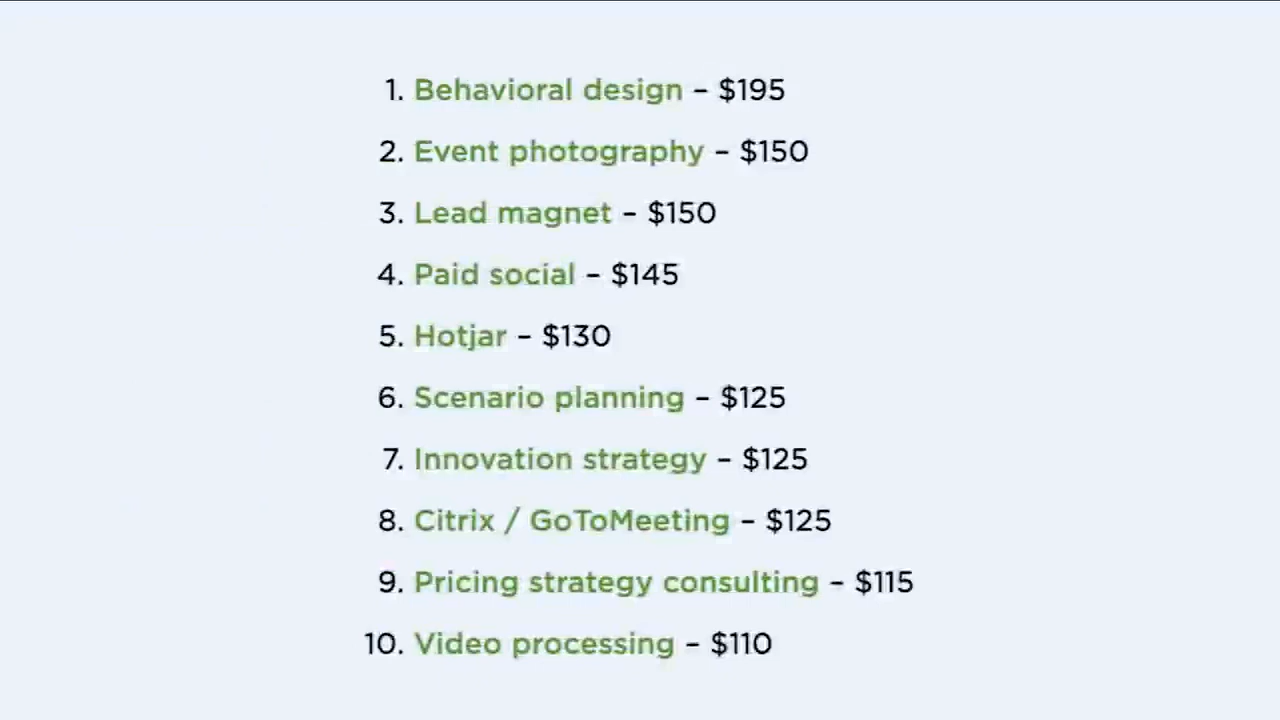 1. Behavioral design – $195
2. Event photography – $150
3. Lead magnet – $150
4. Paid social – $145
5. Hotjar – $130
6. Scenario planning – $125
7. Innovation strategy – $125
8. Citrix / GoToMeeting – $125
9. Pricing strategy consulting – $115
10. Video processing – $110